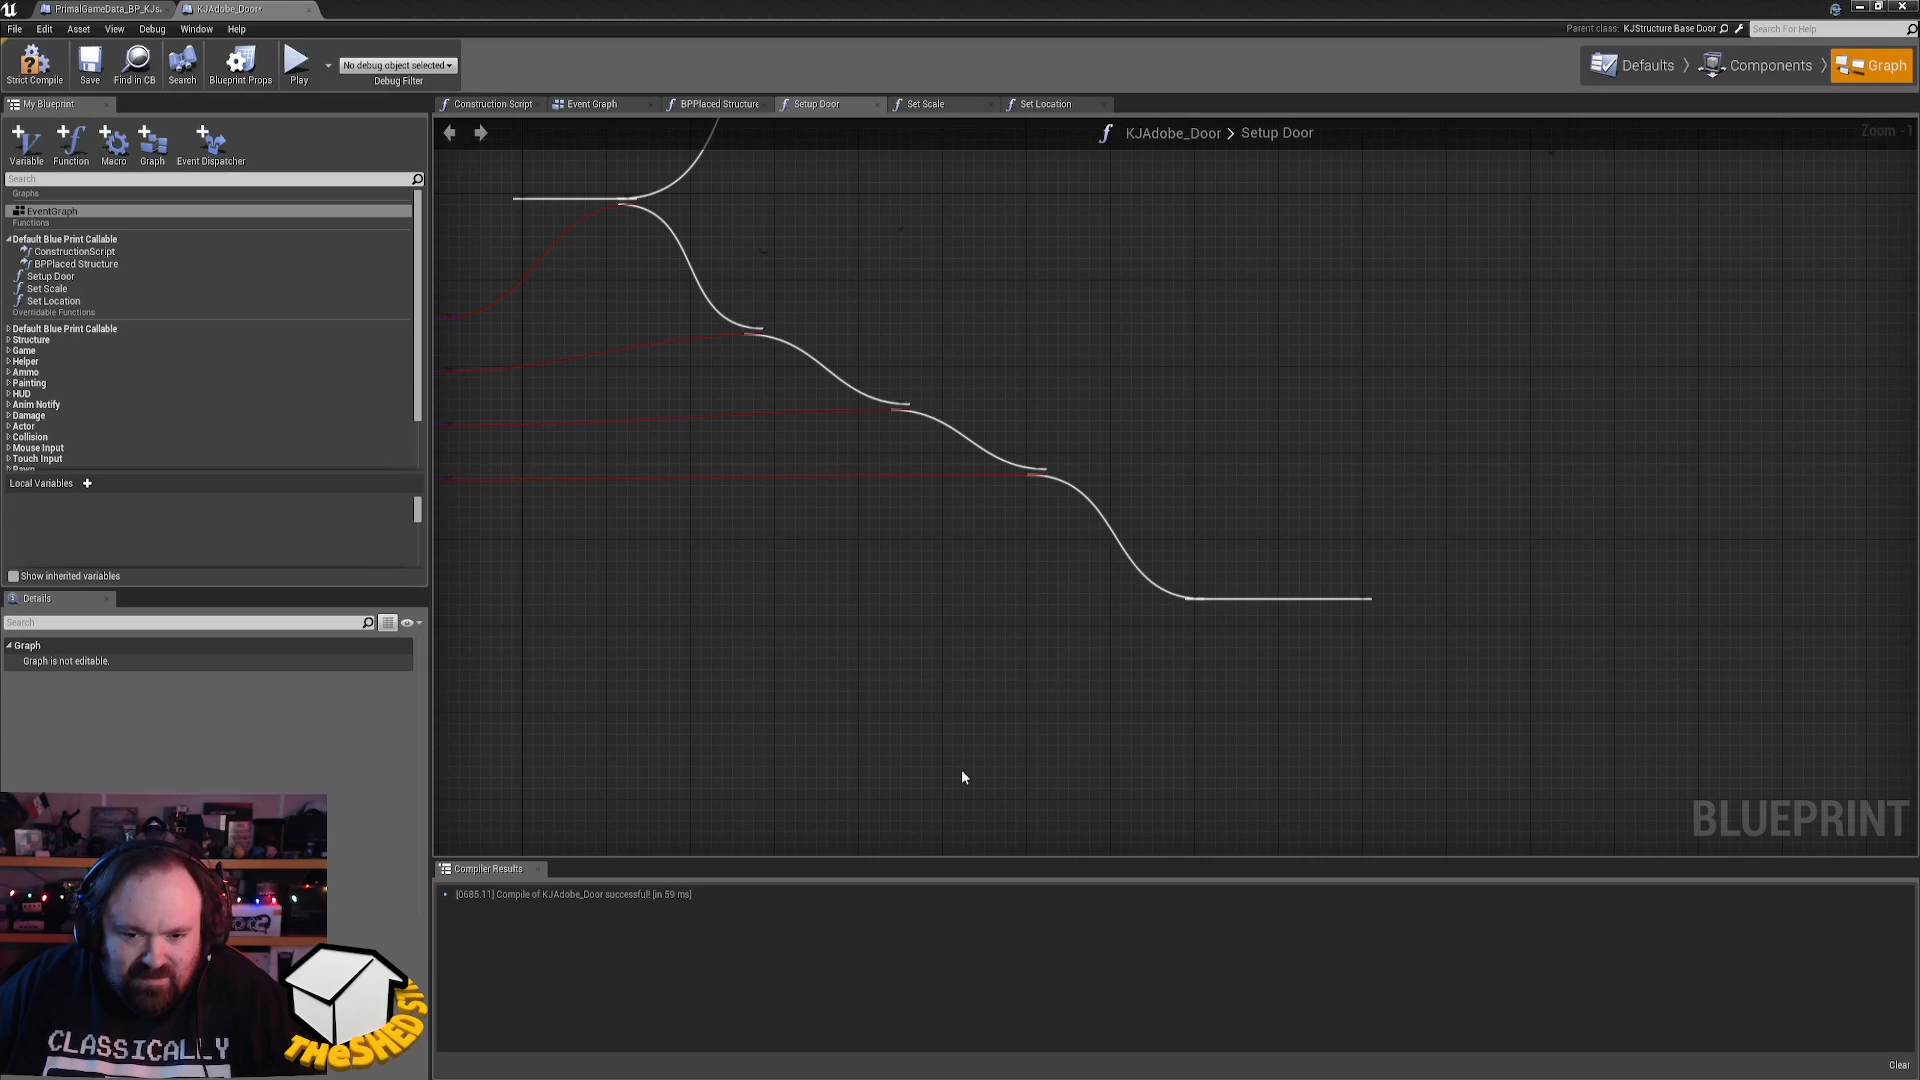 PrimalGameData_BP_KJs
KJAdobe_Door*
File Edit Asset View Debug Window Help
Parent class: KJStructure Base Door
Search For Help
Strict Compile
Save
Find in CB
Search
Blueprint Props
Play
No debug object selected
Debug Filter
Defaults
Components
Graph
My Blueprint
Construction Script
Event Graph
BPPlaced Structure
Setup Door
Set Scale
Set Location
Variable
Function
Macro
Graph
Event Dispatcher
KJAdobe_Door > Setup Door
Zoom -1
Search
Graphs
EventGraph
Functions
Default Blue Print Callable
ConstructionScript
BPPlaced Structure
Setup Door
Set Scale
Set Location
Overridable Functions
Default Blue Print Callable
Structure
Game
Helper
Ammo
Painting
HUD
Anim Notify
Damage
Actor
Collision
Mouse Input
Touch Input
Local Variables
Show inherited variables
Details
Search
Graph
Graph is not editable.
BLUEPRINT
Compiler Results
[0685.11] Compile of KJAdobe_Door successful! [in 59 ms]
CLASSICALLY
Clear